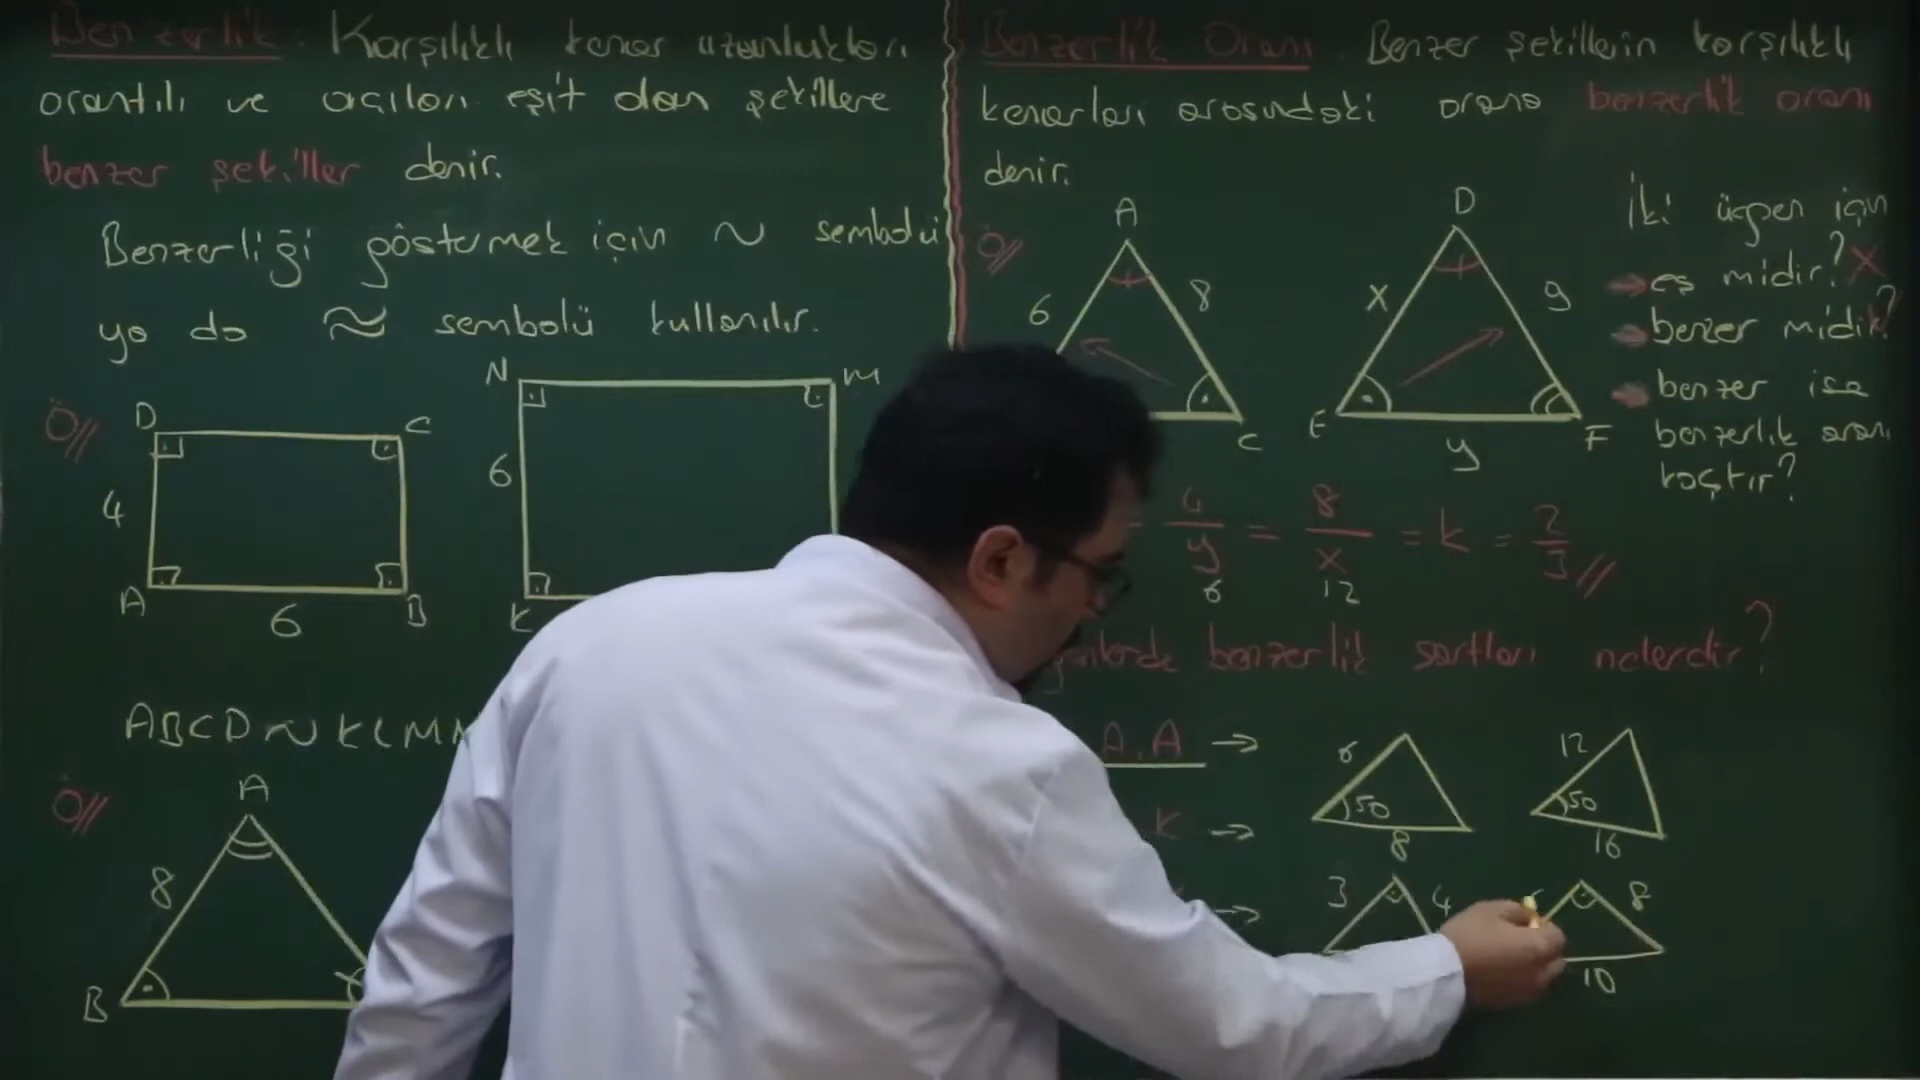 Benzerlik: Karşılıklı kenar uzunlukları
orantılı ve açıları eşit olan şekillere
benzer şekiller denir.
Benzerliği göstermek için ~ sembolü
ya da ≈ sembolü kullanılır.
Ö//
D C
4
A 6 B
N M
6
K
ABCD ~ KLM
Ö//
A
8
B
Benzerlik Oranı: Benzer şekillerin karşılıklı
kenarları arasındaki orana benzerlik oranı
denir.
Ö//
A
6 8
C
D
X 9
E y F
İki üçgen için
→ eş midir? X
→ benzer midir?
→ benzer ise
benzerlik oranı
kaçtır?
4/y = 8/x = k = 2/3 //
6 12
benzerlik şartları nelerdir?
A.A →
6 50 8
12 50 16
.K →
→
3 4
8
10